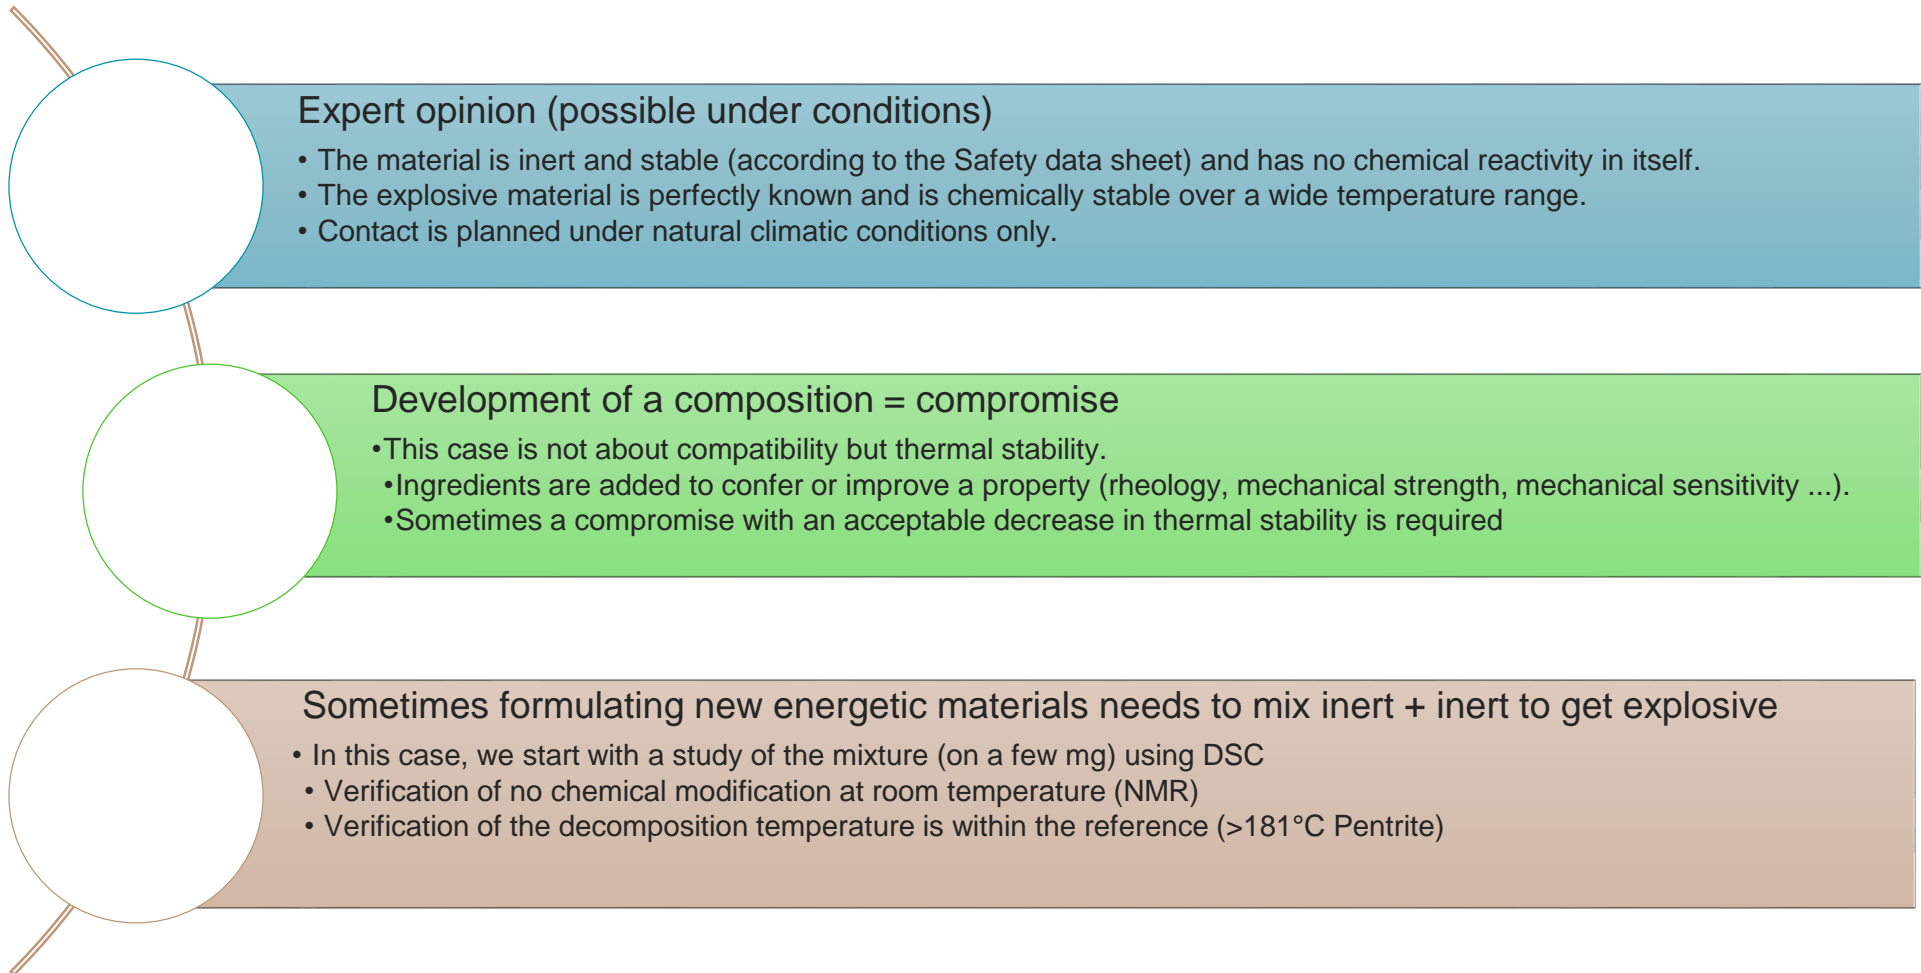 Expert opinion (possible under conditions)
• The material is inert and stable (according to the Safety data sheet) and has no chemical reactivity in itself.
• The explosive material is perfectly known and is chemically stable over a wide temperature range.
• Contact is planned under natural climatic conditions only.
Development of a composition = compromise
•This case is not about compatibility but thermal stability.
•Ingredients are added to confer or improve a property (rheology, mechanical strength, mechanical sensitivity ...).
•Sometimes a compromise with an acceptable decrease in thermal stability is required
Sometimes formulating new energetic materials needs to mix inert + inert to get explosive
• In this case, we start with a study of the mixture (on a few mg) using DSC
• Verification of no chemical modification at room temperature (NMR)
• Verification of the decomposition temperature is within the reference (>181°C Pentrite)